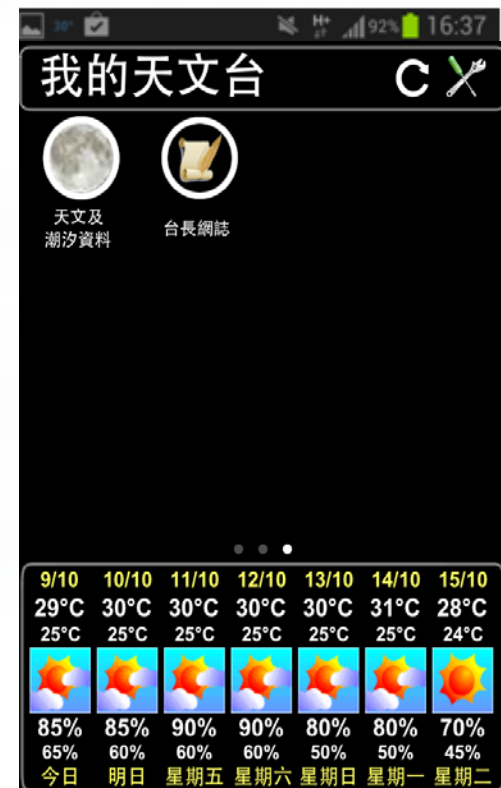 30° H+ 92% 16:37
我的天文台
天文及
潮汐資料
台長網誌
9/10 10/10 11/10 12/10 13/10 14/10 15/10
29°C 30°C 30°C 30°C 30°C 31°C 28°C
25°C 25°C 25°C 25°C 25°C 25°C 24°C
85% 85% 90% 90% 80% 80% 70%
65% 60% 60% 60% 50% 50% 45%
今日 明日 星期五 星期六 星期日 星期一 星期二